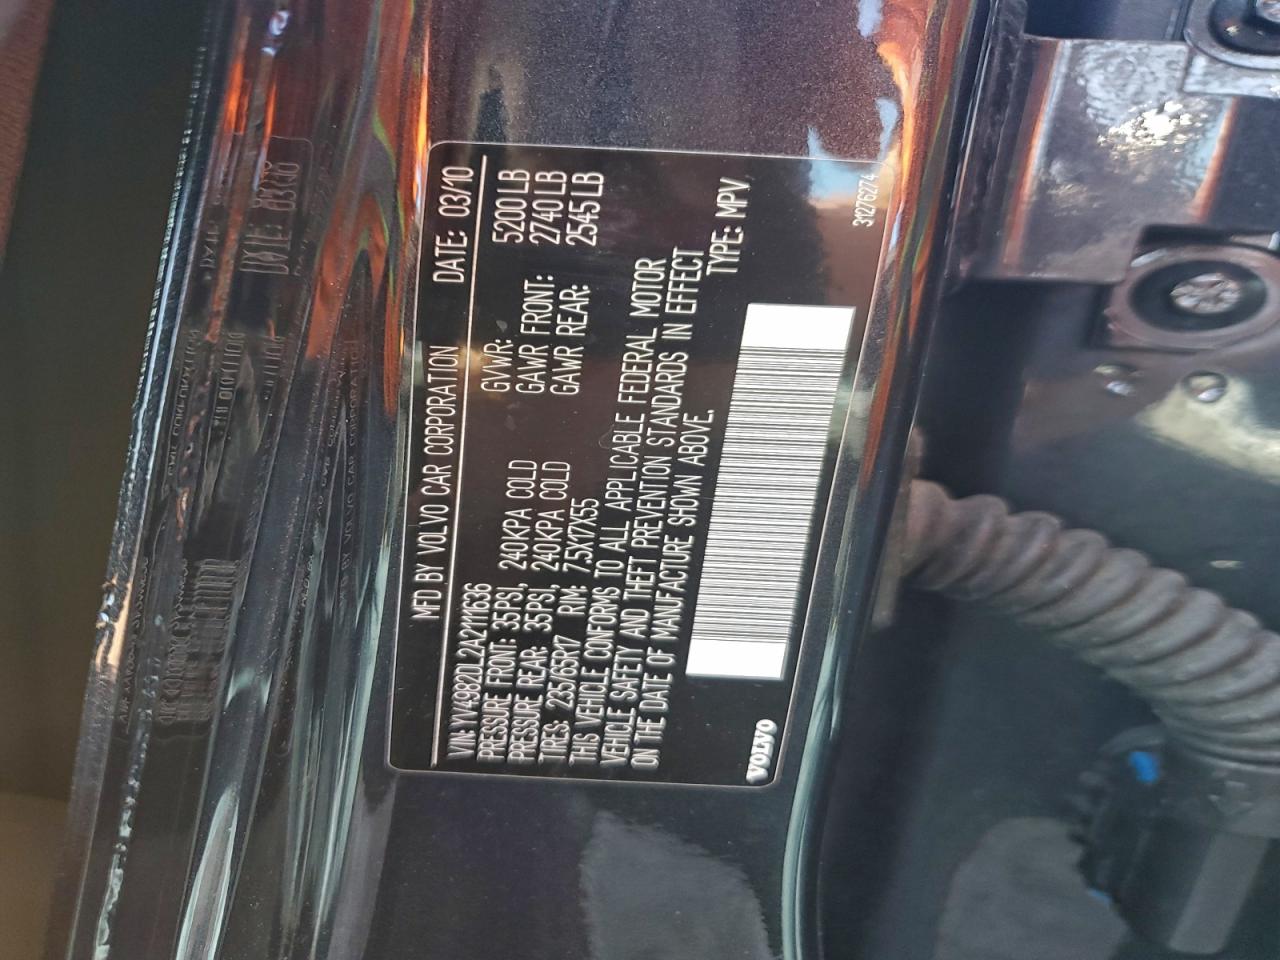 MFD BY VOLVO CAR CORPORATION DATE: 03/10
VIN: YV4982DL2A2111636
PRESSURE FRONT: 35PSI, 240KPA COLD GVWR: 5200 LB
PRESSURE REAR: 35PSI, 240KPA COLD GAWR FRONT: 2740 LB
TIRES: 235/65R17 RIM: 7.5X17X55 GAWR REAR: 2545 LB
THIS VEHICLE CONFORMS TO ALL APPLICABLE FEDERAL MOTOR
VEHICLE SAFETY AND THEFT PREVENTION STANDARDS IN EFFECT
ON THE DATE OF MANUFACTURE SHOWN ABOVE. TYPE: MPV
VOLVO
31276274